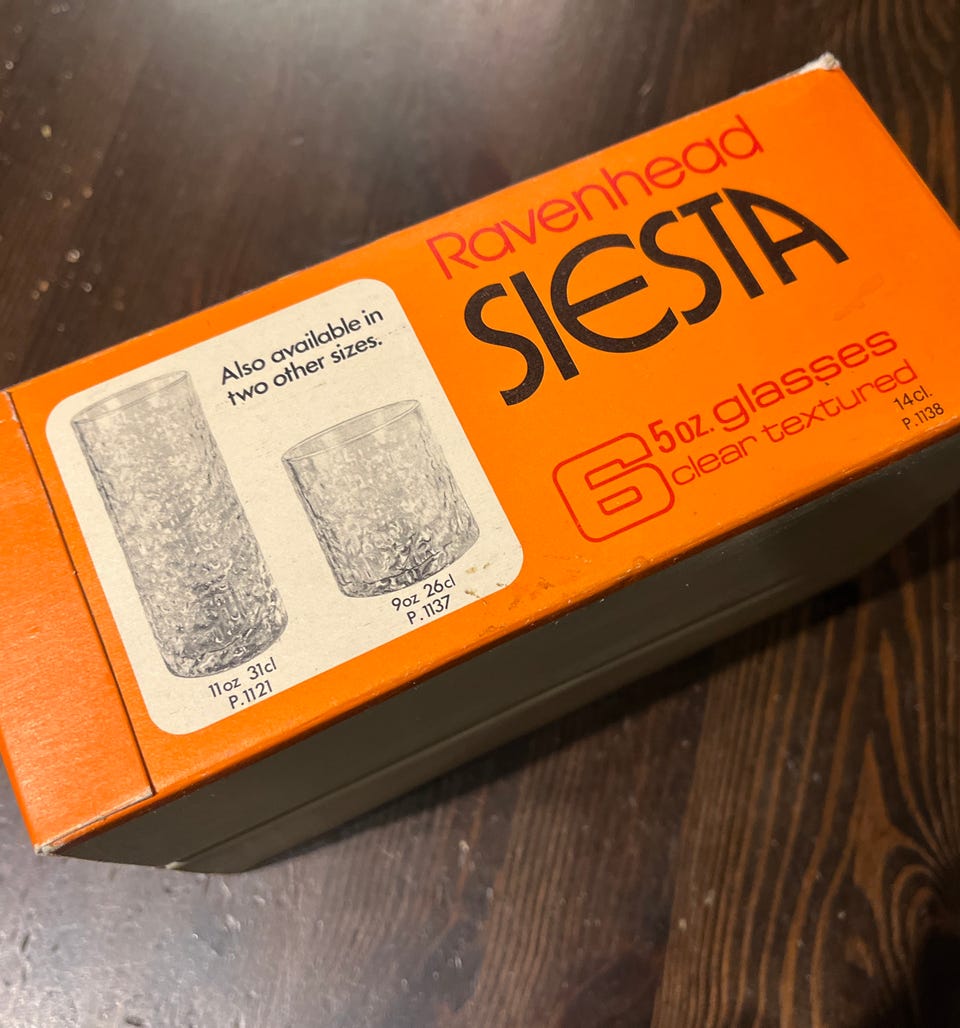 Ravenhead
SIESTA
6 5oz. glasses
clear textured
14cl.
P.1138
Also available in
two other sizes.
11oz 31cl
P.1121
9oz 26cl
P.1137